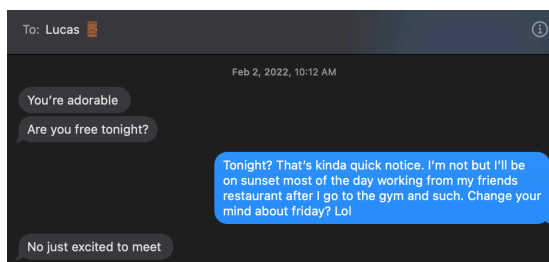 To: Lucas 🚪
Feb 2, 2022, 10:12 AM
You're adorable
Are you free tonight?
Tonight? That's kinda quick notice. I'm not but I'll be
on sunset most of the day working from my friends
restaurant after I go to the gym and such. Change your
mind about friday? Lol
No just excited to meet